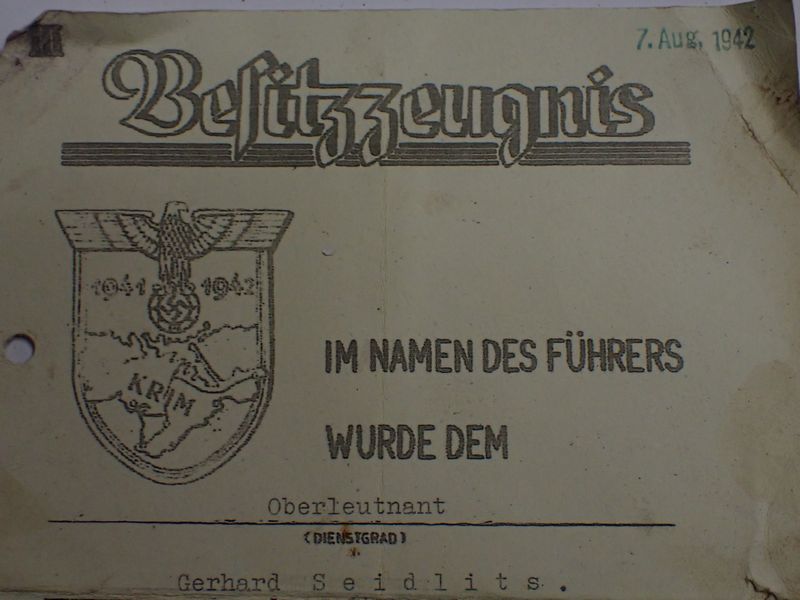 7. Aug. 1942
Besitzzeugnis
1941 1942
KRIM
IM NAMEN DES FÜHRERS
WURDE DEM
Oberleutnant
(DIENSTGRAD)
Gerhard Seidlits.